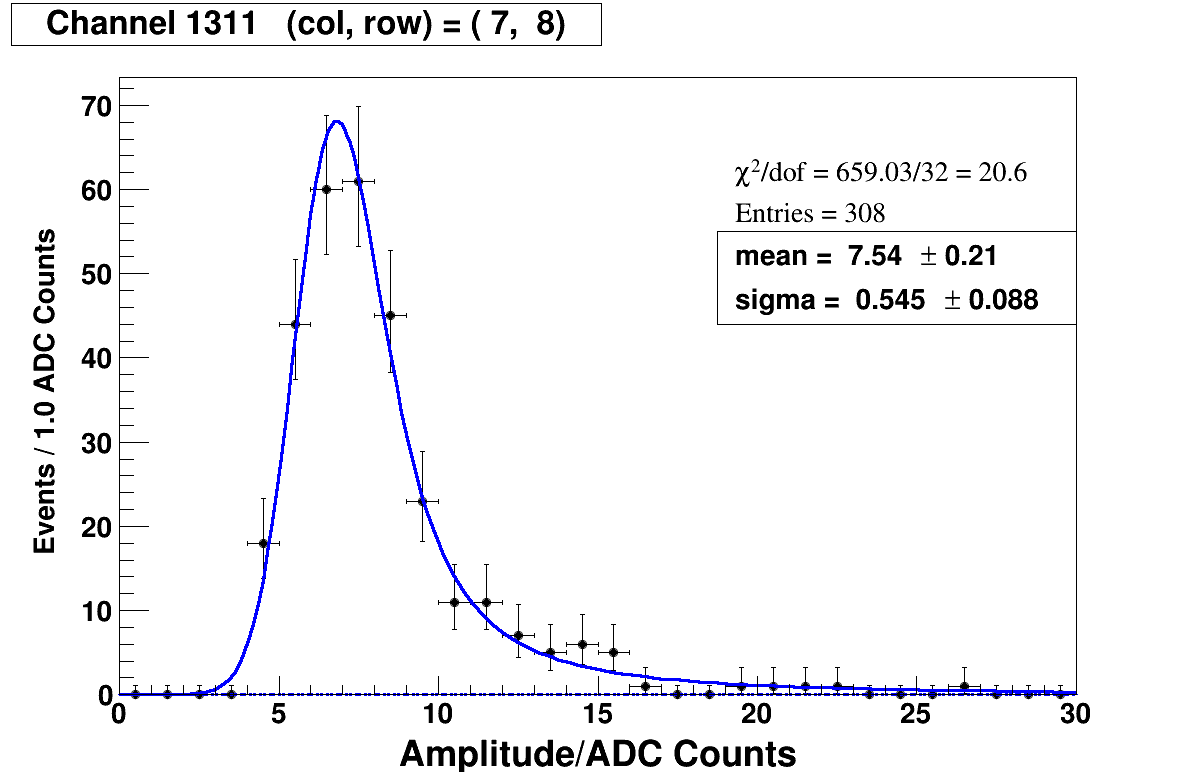 Channel 1311 (col, row) = ( 7, 8)
χ²/dof = 659.03/32 = 20.6
Entries = 308
mean = 7.54 ± 0.21
sigma = 0.545 ± 0.088
Events / 1.0 ADC Counts
70
60
50
40
30
20
10
0
0 5 10 15 20 25 30
Amplitude/ADC Counts